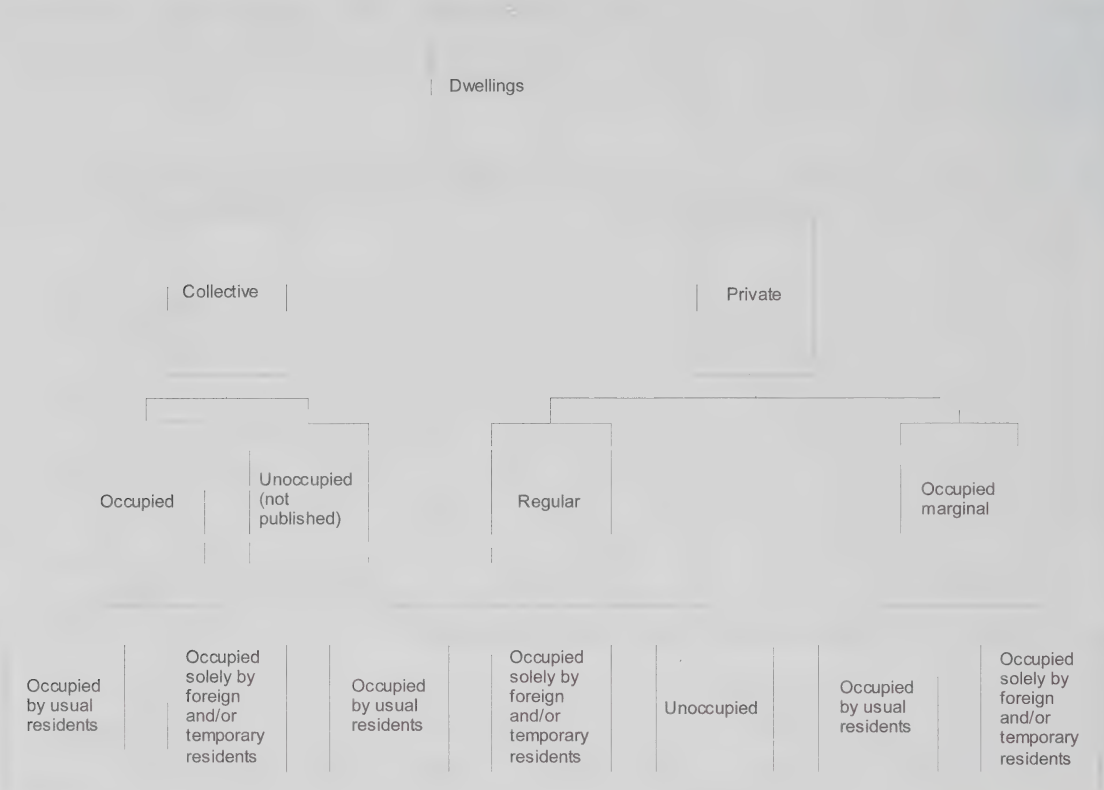 Dwellings
Collective
Private
Occupied
Unoccupied
(not
published)
Regular
Occupied
marginal
Occupied
by usual
residents
Occupied
solely by
foreign
and/or
temporary
residents
Occupied
by usual
residents
Occupied
solely by
foreign
and/or
temporary
residents
Unoccupied
Occupied
by usual
residents
Occupied
solely by
foreign
and/or
temporary
residents